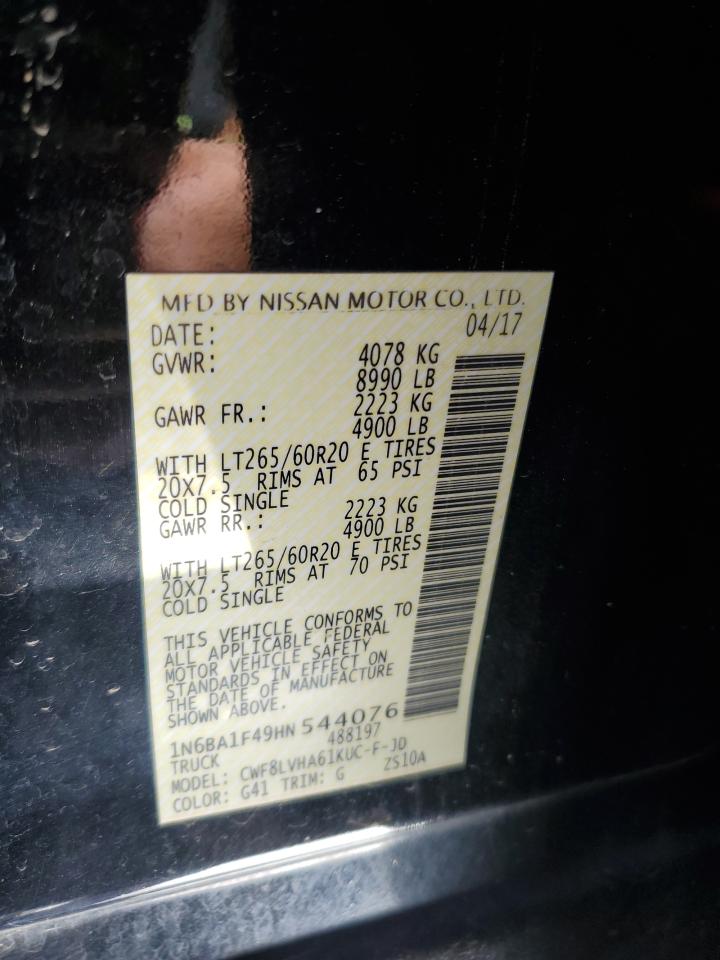 MFD BY NISSAN MOTOR CO., LTD.
DATE: 04/17
GVWR: 4078 KG
8990 LB
GAWR FR.: 2223 KG
4900 LB
WITH LT265/60R20 E TIRES
20X7.5 RIMS AT 65 PSI
COLD SINGLE
GAWR RR.: 2223 KG
4900 LB
WITH LT265/60R20 E TIRES
20X7.5 RIMS AT 70 PSI
COLD SINGLE
THIS VEHICLE CONFORMS TO
ALL APPLICABLE FEDERAL
MOTOR VEHICLE SAFETY
STANDARDS IN EFFECT ON
THE DATE OF MANUFACTURE
SHOWN ABOVE.
1N6BA1F49HN544076
TRUCK 488197
MODEL: CWF8LVHA61KUC-F-JD
COLOR: G41 TRIM: G ZS10A